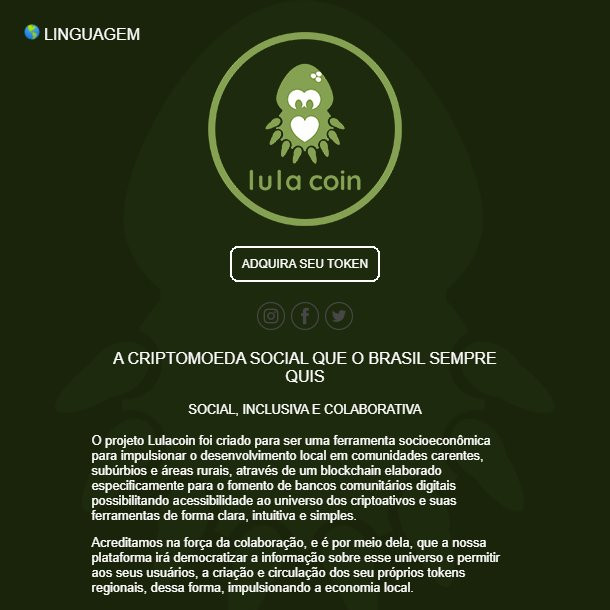 LINGUAGEM
lula coin
ADQUIRA SEU TOKEN
A CRIPTOMOEDA SOCIAL QUE O BRASIL SEMPRE
QUIS
SOCIAL, INCLUSIVA E COLABORATIVA
O projeto Lulacoin foi criado para ser uma ferramenta socioeconômica
para impulsionar o desenvolvimento local em comunidades carentes,
subúrbios e áreas rurais, através de um blockchain elaborado
especificamente para o fomento de bancos comunitários digitais
possibilitando acessibilidade ao universo dos criptoativos e suas
ferramentas de forma clara, intuitiva e simples.
Acreditamos na força da colaboração, e é por meio dela, que a nossa
plataforma irá democratizar a informação sobre esse universo e permitir
aos seus usuários, a criação e circulação dos seu próprios tokens
regionais, dessa forma, impulsionando a economia local.